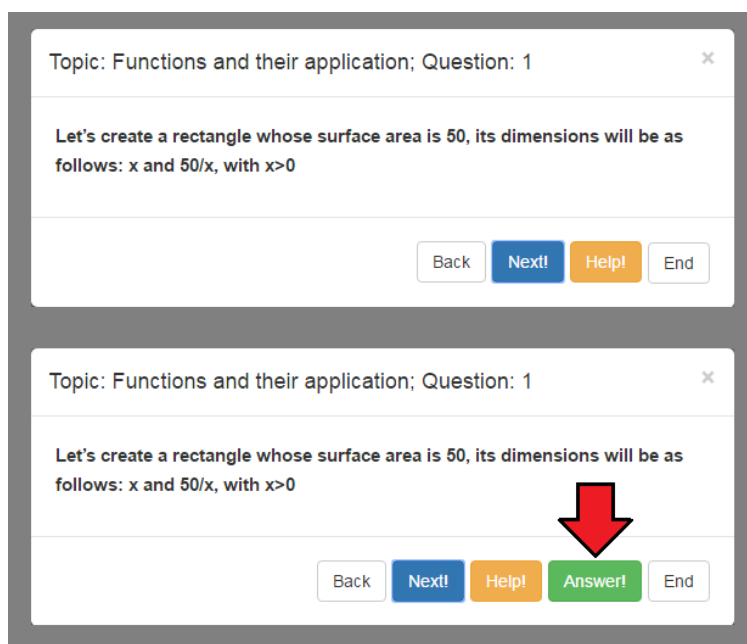 Topic: Functions and their application; Question: 1 ×
Let's create a rectangle whose surface area is 50, its dimensions will be as
follows: x and 50/x, with x>0
Back Next! Help! End
Topic: Functions and their application; Question: 1 ×
Let's create a rectangle whose surface area is 50, its dimensions will be as
follows: x and 50/x, with x>0
Back Next! Help! Answer! End